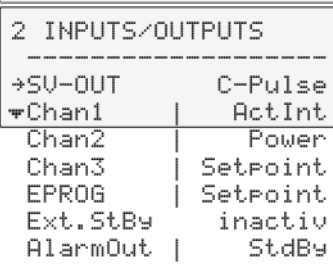 2 INPUTS/OUTPUTS
--------------------
→SV-OUT C-Pulse
▼Chan1 | ActInt
Chan2 | Power
Chan3 | Setpoint
EPROG | Setpoint
Ext.StBy inactiv
AlarmOut | StdBy